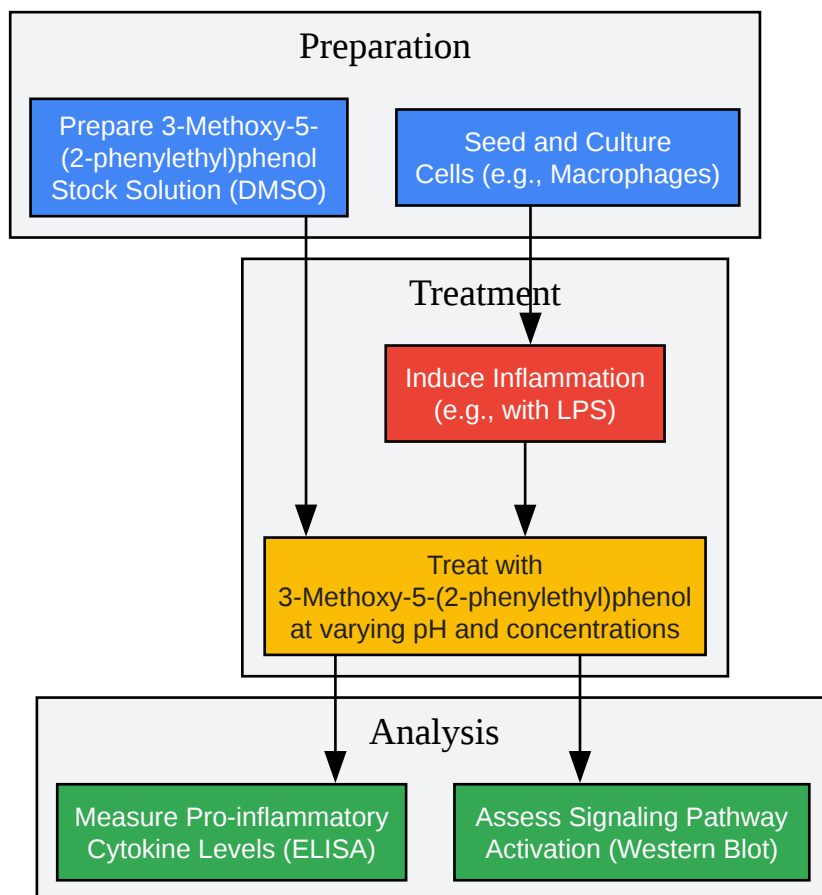 Preparation
Prepare 3-Methoxy-5-
(2-phenylethyl)phenol
Stock Solution (DMSO)
Seed and Culture
Cells (e.g., Macrophages)
Treatment
Induce Inflammation
(e.g., with LPS)
Treat with
3-Methoxy-5-(2-phenylethyl)phenol
at varying pH and concentrations
Analysis
Measure Pro-inflammatory
Cytokine Levels (ELISA)
Assess Signaling Pathway
Activation (Western Blot)